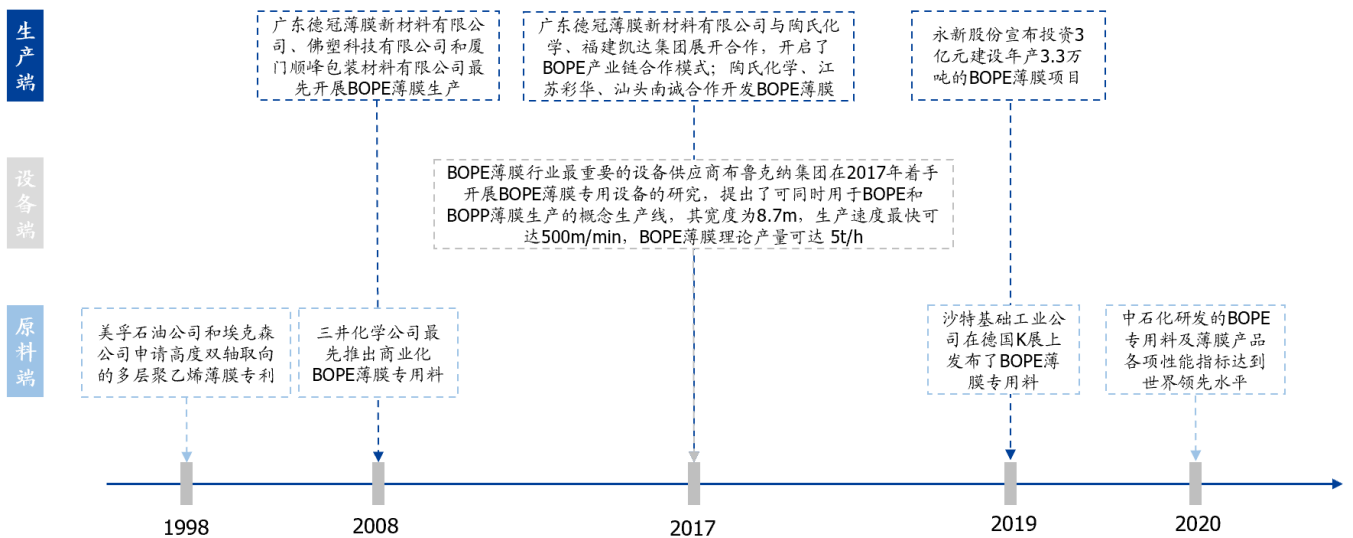 生产端
广东德冠薄膜新材料有限公
司、佛塑科技有限公司和厦
门顺峰包装材料有限公司最
先开展BOPE薄膜生产
广东德冠薄膜新材料有限公司与陶氏化
学、福建凯达集团展开合作，开启了
BOPE产业链合作模式；陶氏化学、江
苏彩华、汕头南诚合作开发BOPE薄膜
永新股份宣布投资3
亿元建设年产3.3万
吨的BOPE薄膜项目
设备端
BOPE薄膜行业最重要的设备供应商布鲁克纳集团在2017年着手
开展BOPE薄膜专用设备的研究，提出了可同时用于BOPE和
BOPP薄膜生产的概念生产线，其宽度为8.7m，生产速度最快可
达500m/min，BOPE薄膜理论产量可达 5t/h
原料端
美孚石油公司和埃克森
公司申请高度双轴取向
的多层聚乙烯薄膜专利
三井化学公司最
先推出商业化
BOPE薄膜专用料
沙特基础工业公
司在德国K展上
发布了BOPE薄
膜专用料
中石化研发的BOPE
专用料及薄膜产品
各项性能指标达到
世界领先水平
1998
2008
2017
2019
2020